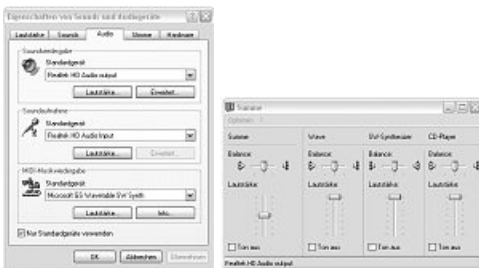 Eigenschaften von Sounds und Audiogeräte
Lautstärke Sounds Audio Stimme Hardware
Soundwiedergabe
Standardgerät:
Realtek HD Audio output
Lautstärke... Erweitert...
Soundaufnahme
Standardgerät:
Realtek HD Audio Input
Lautstärke... Erweitert...
MIDI-Musikwiedergabe
Standardgerät:
Microsoft GS Wavetable SW Synth
Lautstärke... Info...
Nur Standardgeräte verwenden
OK Abbrechen Übernehmen
Summe
Optionen ?
Summe Wave SW-Synthesizer CD-Player
Balance: Balance: Balance: Balance:
Lautstärke: Lautstärke: Lautstärke: Lautstärke:
Ton aus Ton aus Ton aus Ton aus
Realtek HD Audio output